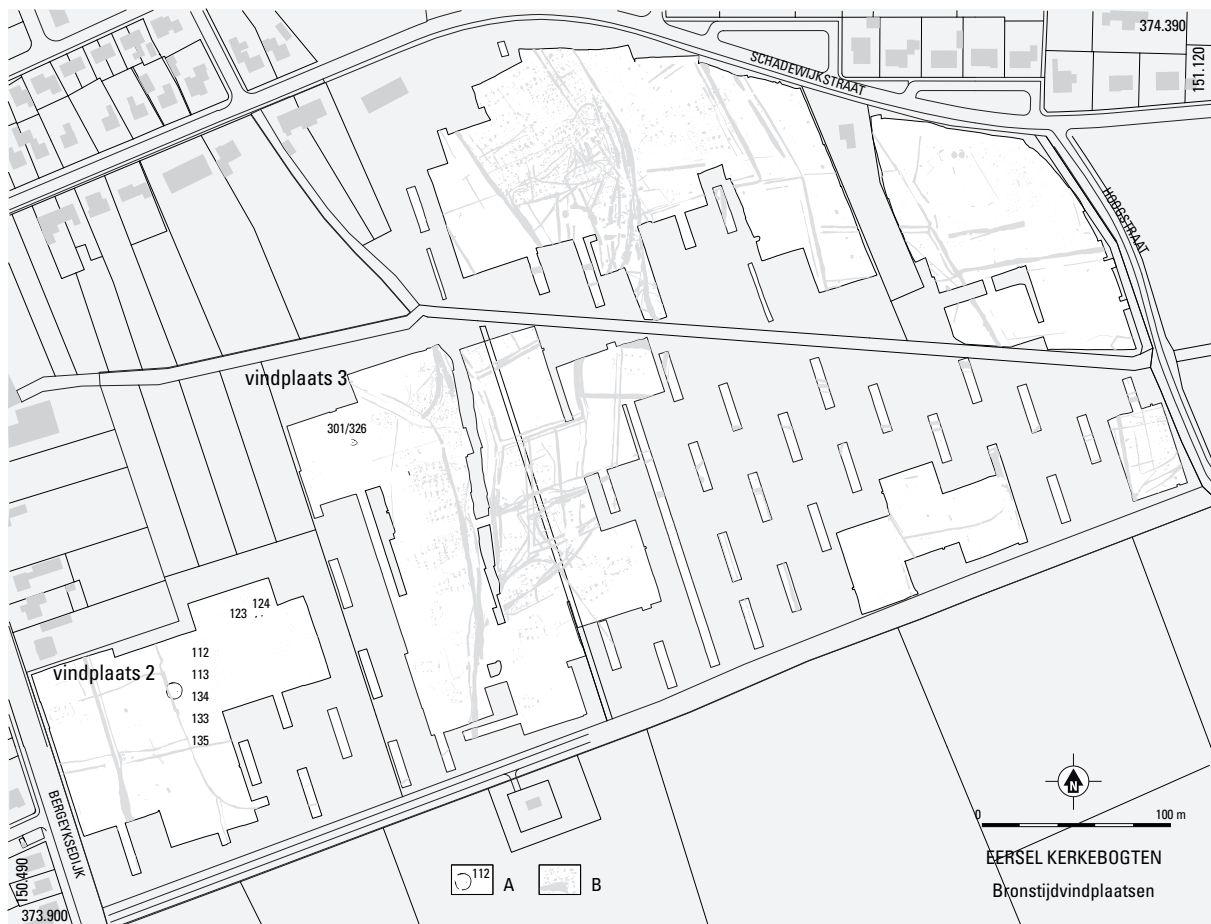 374.390
151.120
SCHADEWIJKSTRAAT
HOOGSTRAAT
vindplaats 3
301/326
124
123
112
vindplaats 2
113
134
133
135
BERGEYKSEDIJK
N
0
100 m
EERSEL KERKEBOGTEN
Bronstijdvindplaatsen
112
A
B
150.490
373.900